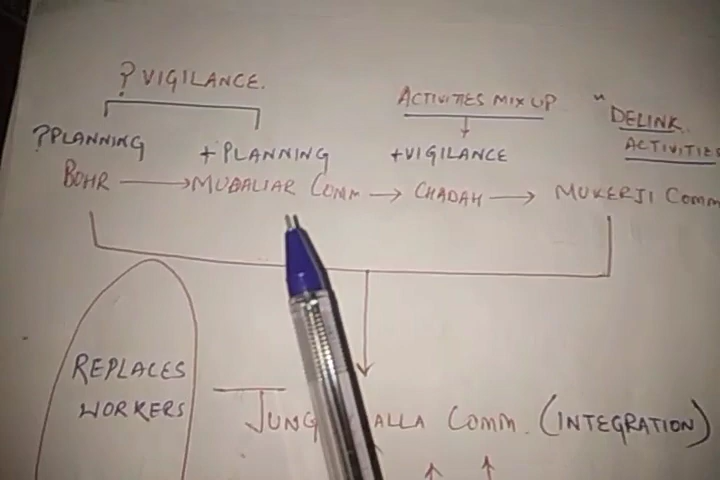 ? VIGILANCE.
ACTIVITIES MIX UP
"DELINK
ACTIVITIES
? PLANNING
+ PLANNING
+ VIGILANCE
BOHR → MUDALIAR COMM → CHADAH → MUKERJI COMM
REPLACES
WORKERS
ALLA COMM. (INTEGRATION)